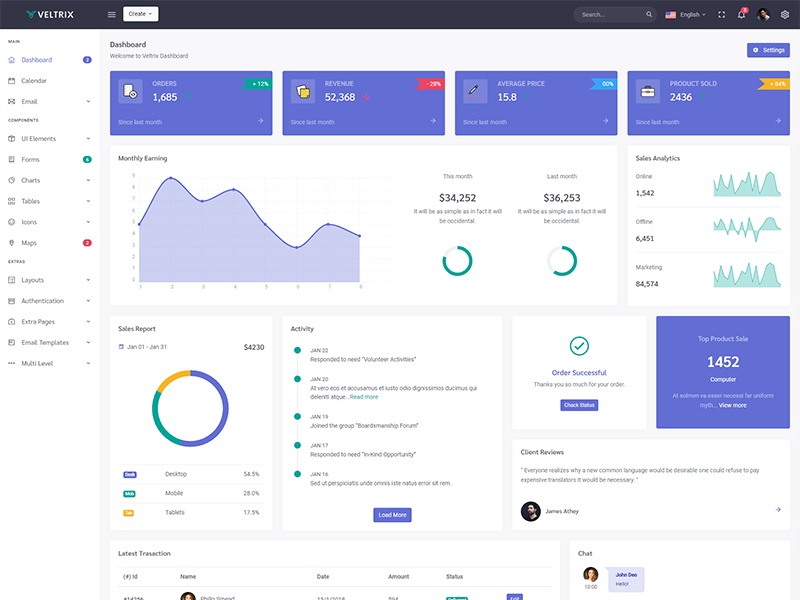 VELTRIX
Create
Search...
English
3
MAIN
Dashboard
2
Calendar
Email
COMPONENTS
UI Elements
Forms
6
Charts
Tables
Icons
Maps
2
EXTRAS
Layouts
Authentication
Extra Pages
Email Templates
Multi Level
Dashboard
Welcome to Veltrix Dashboard
Settings
ORDERS
1,685
+ 12%
Since last month
REVENUE
52,368
- 28%
Since last month
AVERAGE PRICE
15.8
00%
Since last month
PRODUCT SOLD
2436
+ 84%
Since last month
Monthly Earning
9
8
7
6
5
4
3
2
1
0
1 2 3 4 5 6 7 8
This month
$34,252
It will be as simple as in fact it will
be occidental.
Last month
$36,253
It will be as simple as in fact it will
be occidental.
Sales Analytics
Online
1,542
Offline
6,451
Marketing
84,574
Sales Report
Jan 01 - Jan 31
$4230
Desk Desktop 54.5%
Mob Mobile 28.0%
Tab Tablets 17.5%
Activity
JAN 22
Responded to need "Volunteer Activities"
JAN 20
At vero eos et accusamus et iusto odio dignissimos ducimus qui
deleniti atque...Read more
JAN 19
Joined the group "Boardsmanship Forum"
JAN 17
Responded to need "In-Kind Opportunity"
JAN 16
Sed ut perspiciatis unde omnis iste natus error sit rem.
Load More
Order Successful
Thanks you so much for your order.
Check Status
Top Product Sale
1452
Computer
At solmen va esser necessi far uniform
myth... View more
Client Reviews
" Everyone realizes why a new common language would be desirable one could refuse to pay
expensive translators it would be necessary. "
James Athey
Latest Trasaction
(#) Id Name Date Amount Status
#14256 Philip Smead 15/1/2018 $94 Delivered Edit
Chat
John Deo
Hello!
10:00